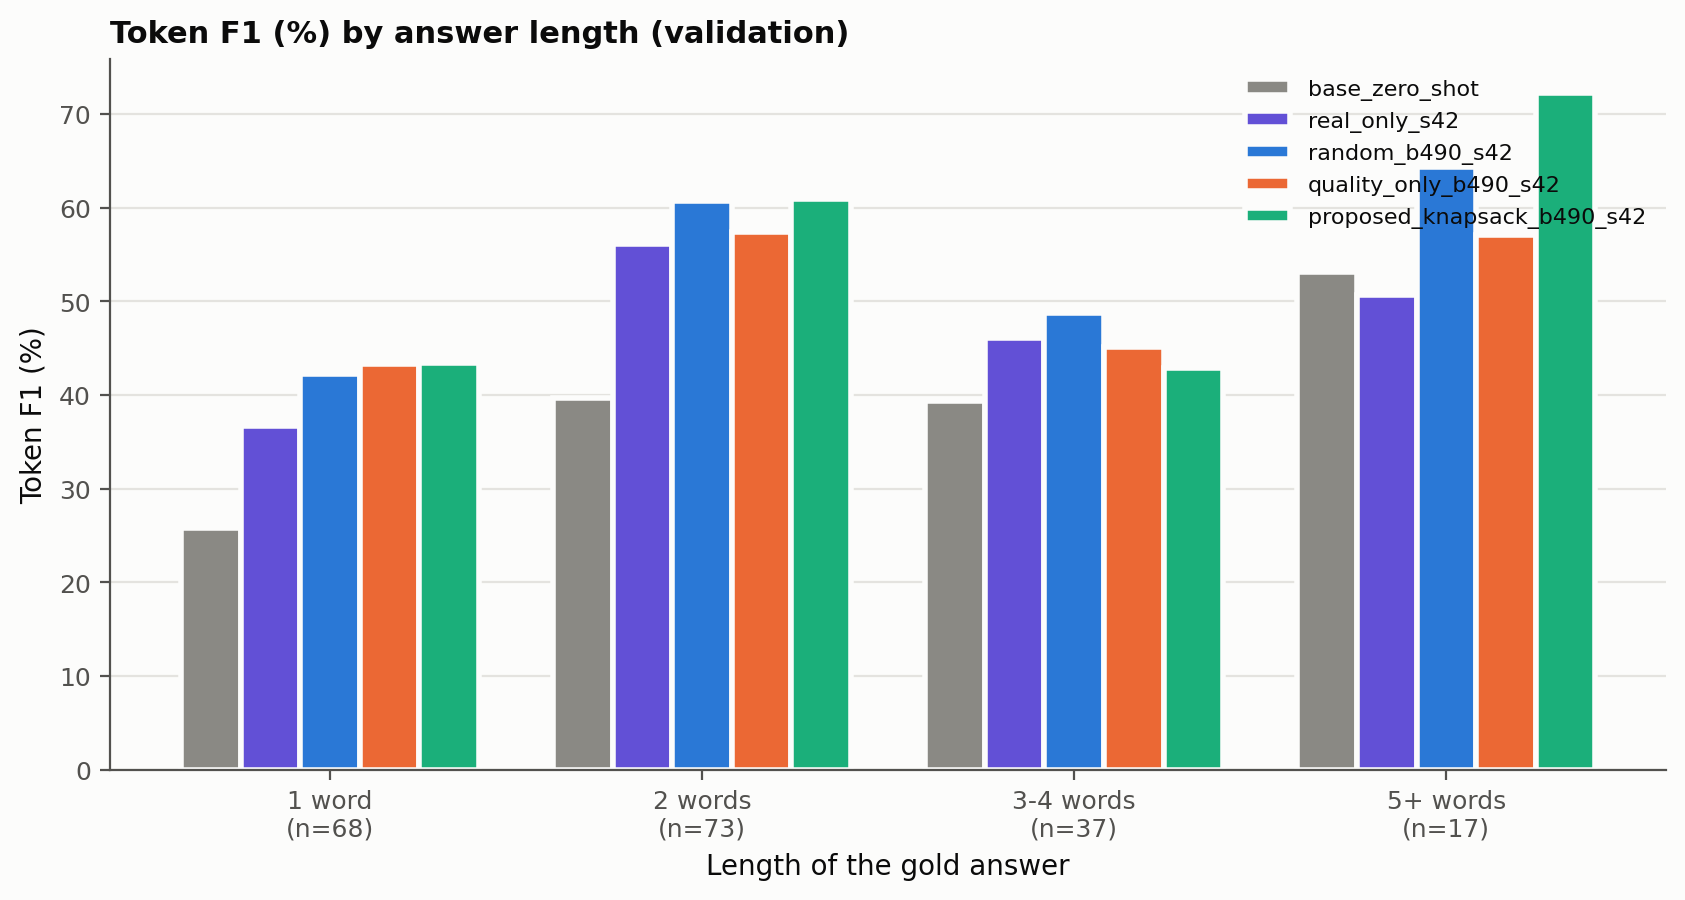 Token F1 (%) by answer length (validation)
base_zero_shot
real_only_s42
random_b490_s42
quality_only_b490_s42
proposed_knapsack_b490_s42
Token F1 (%)
70
60
50
40
30
20
10
0
1 word
(n=68)
2 words
(n=73)
3-4 words
(n=37)
5+ words
(n=17)
Length of the gold answer